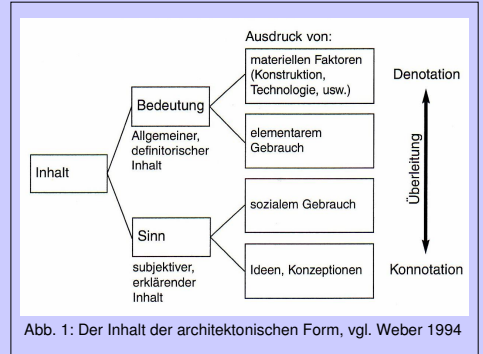 Ausdruck von:
materiellen Faktoren
(Konstruktion,
Technologie, usw.)
Denotation
Bedeutung
Allgemeiner,
definitorischer
Inhalt
elementarem
Gebrauch
Inhalt
Überleitung
sozialem Gebrauch
Sinn
subjektiver,
erklärender
Inhalt
Ideen, Konzeptionen
Konnotation
Abb. 1: Der Inhalt der architektonischen Form, vgl. Weber 1994